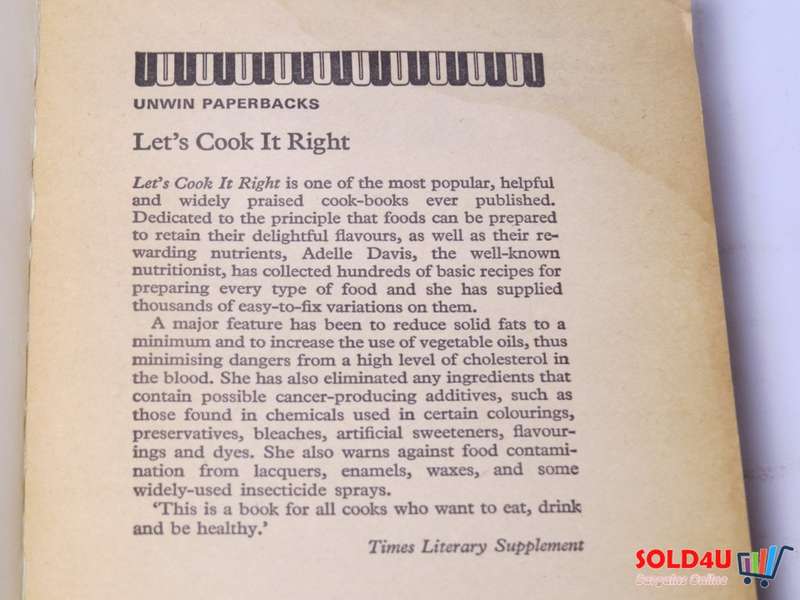 UNWIN PAPERBACKS
Let's Cook It Right
Let's Cook It Right is one of the most popular, helpful
and widely praised cook-books ever published.
Dedicated to the principle that foods can be prepared
to retain their delightful flavours, as well as their re-
warding nutrients, Adelle Davis, the well-known
nutritionist, has collected hundreds of basic recipes for
preparing every type of food and she has supplied
thousands of easy-to-fix variations on them.
A major feature has been to reduce solid fats to a
minimum and to increase the use of vegetable oils, thus
minimising dangers from a high level of cholesterol in
the blood. She has also eliminated any ingredients that
contain possible cancer-producing additives, such as
those found in chemicals used in certain colourings,
preservatives, bleaches, artificial sweeteners, flavour-
ings and dyes. She also warns against food contami-
nation from lacquers, enamels, waxes, and some
widely-used insecticide sprays.
'This is a book for all cooks who want to eat, drink
and be healthy.'
Times Literary Supplement
SOLD4U
Bargains Online